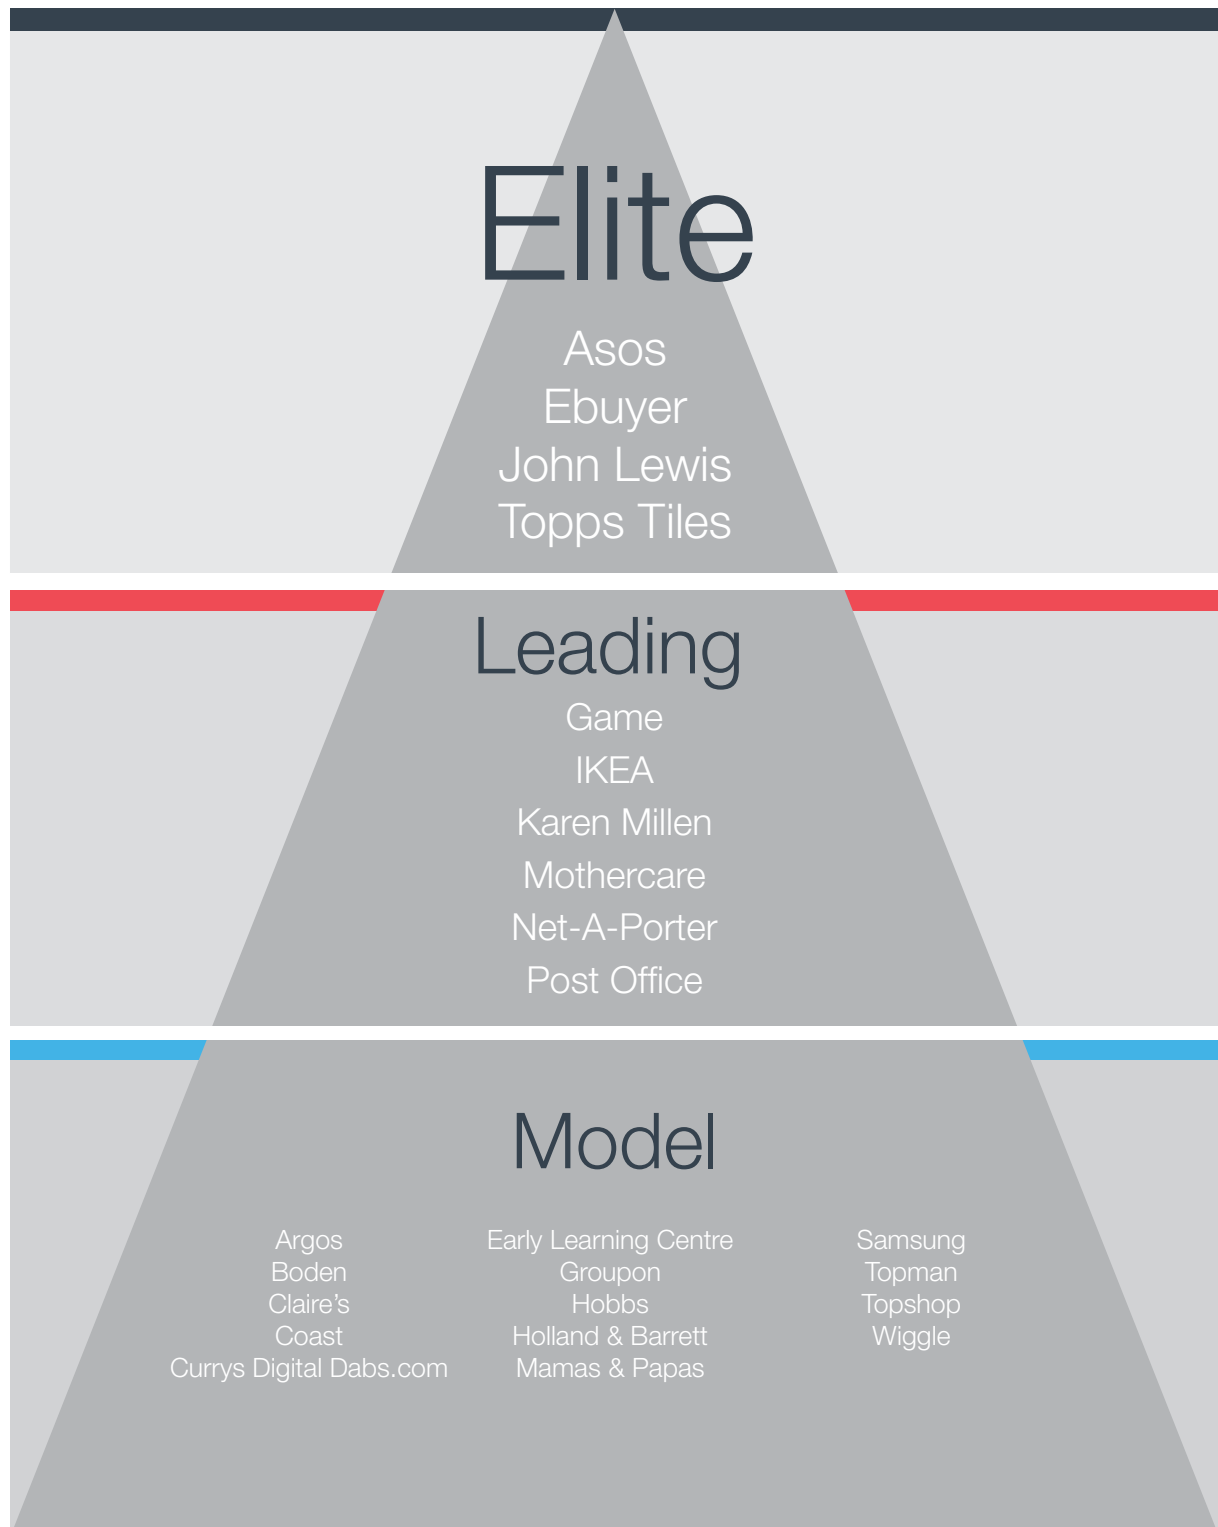 Elite
Asos
Ebuyer
John Lewis
Topps Tiles
Leading
Game
IKEA
Karen Millen
Mothercare
Net-A-Porter
Post Office
Model
Argos
Boden
Claire’s
Coast
Currys Digital Dabs.com
Early Learning Centre
Groupon
Hobbs
Holland & Barrett
Mamas & Papas
Samsung
Topman
Topshop
Wiggle